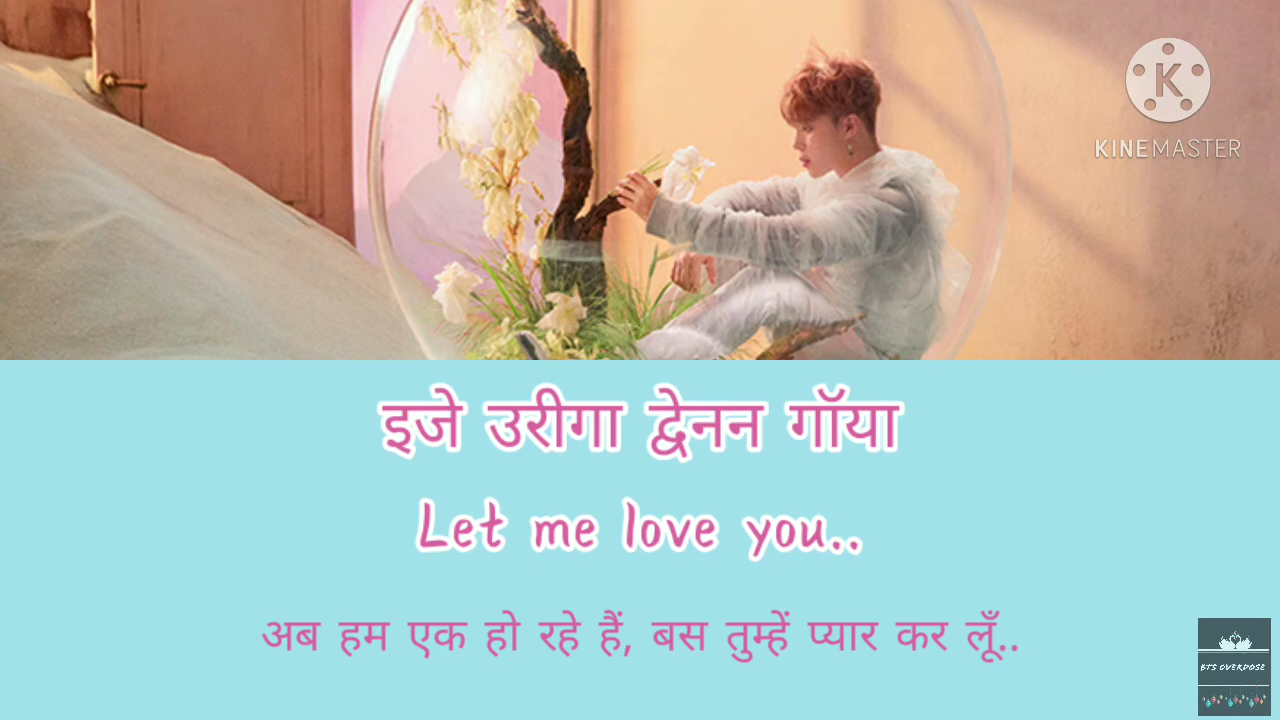 K
KINEMASTER
इजे उरीगा द्वेनन गॉया
Let me love you..
अब हम एक हो रहे हैं, बस तुम्हें प्यार कर लूँ..
BTS OVERDOSE